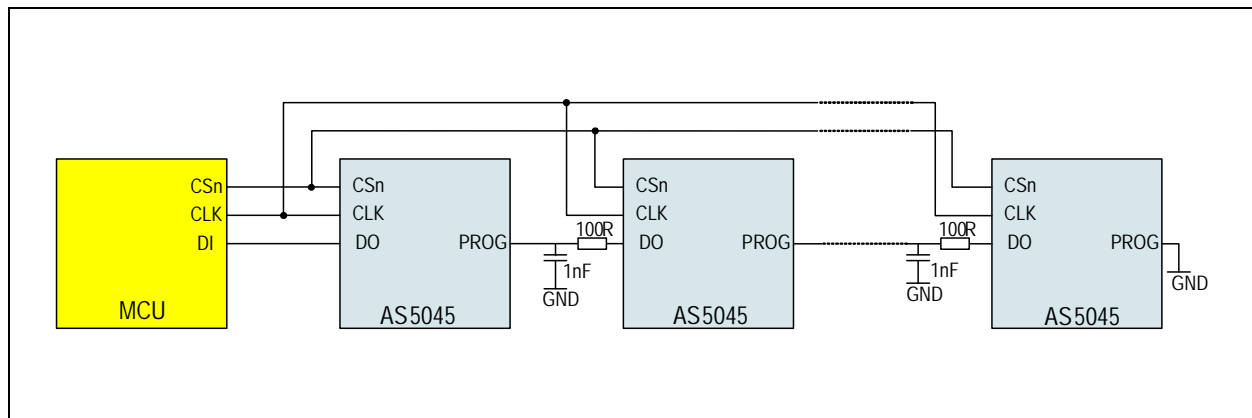 CSn
CLK
DI
MCU
CSn
CLK
DO
PROG
AS5045
1nF
GND
100R
CSn
CLK
DO
PROG
AS5045
1nF
GND
100R
CSn
CLK
DO
PROG
AS5045
GND